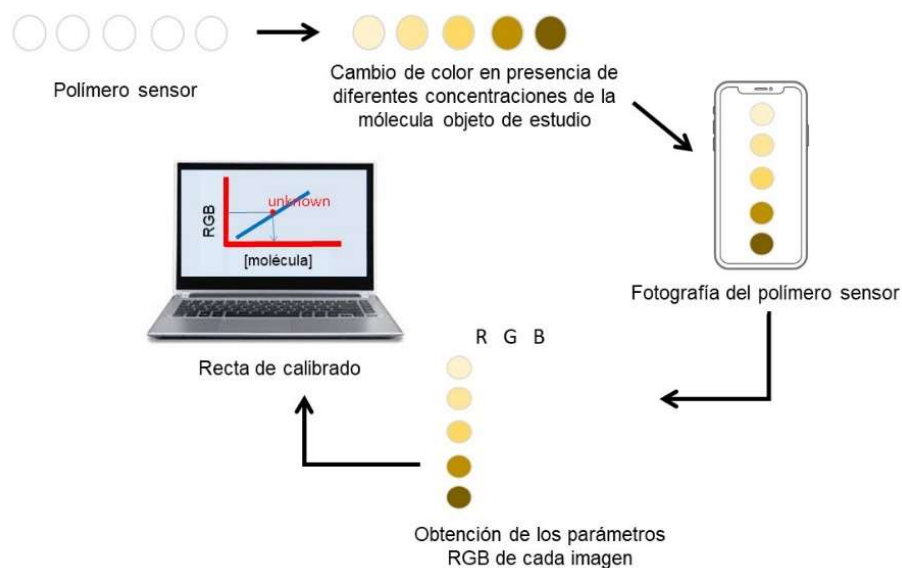 Polímero sensor
Cambio de color en presencia de
diferentes concentraciones de la
mólecula objeto de estudio
Fotografía del polímero sensor
R G B
Obtención de los parámetros
RGB de cada imagen
unknown
RGB
[molécula]
Recta de calibrado